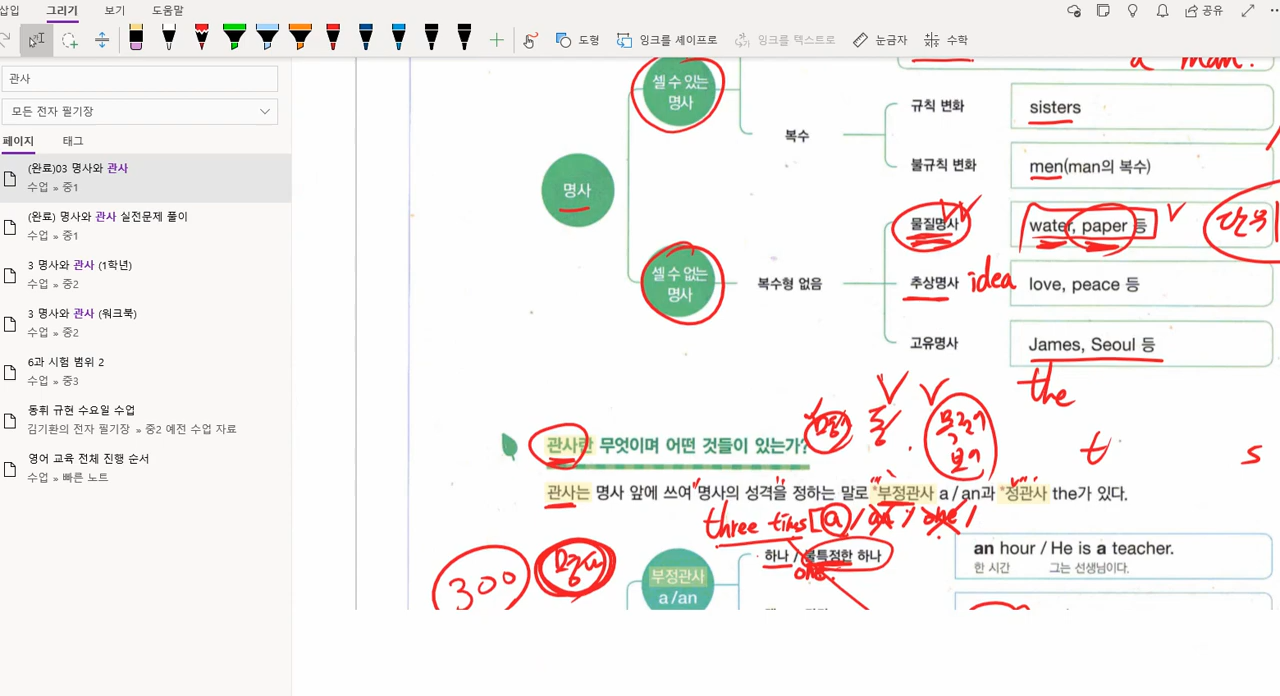 삽입 그리기 보기 도움말
공유
도형 잉크를 셰이프로 잉크를 텍스트로 눈금자 수학
관사
모든 전자 필기장
페이지 태그
(완료)03 명사와 관사
수업 » 중1
(완료) 명사와 관사 실전문제 풀이
수업 » 중1
3 명사와 관사 (1학년)
수업 » 중2
3 명사와 관사 (워크북)
수업 » 중2
6과 시험 범위 2
수업 » 중3
동휘 규현 수요일 수업
김기환의 전자 필기장 » 중2 예전 수업 자료
영어 교육 전체 진행 순서
수업 » 빠른 노트
a man.
셀 수 있는
명사
규칙 변화 sisters
복수
불규칙 변화 men(man의 복수)
명사
물질명사 water, paper 등
단위
셀 수 없는
명사
복수형 없음
추상명사 idea love, peace 등
고유명사 James, Seoul 등
the
관사란 무엇이며 어떤 것들이 있는가?
t s
관사는 명사 앞에 쓰여 명사의 성격을 정하는 말로 부정관사 a / an과 정관사 the가 있다.
three times [a / an / one /
300
명사
부정관사
a / an
하나 / 불특정한 하나
one.
an hour / He is a teacher.
한 시간 그는 선생님이다.